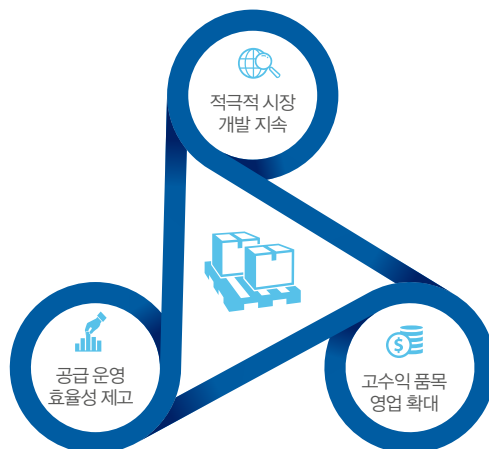 적극적 시장
개발 지속
공급 운영
효율성 제고
$
고수익 품목
영업 확대